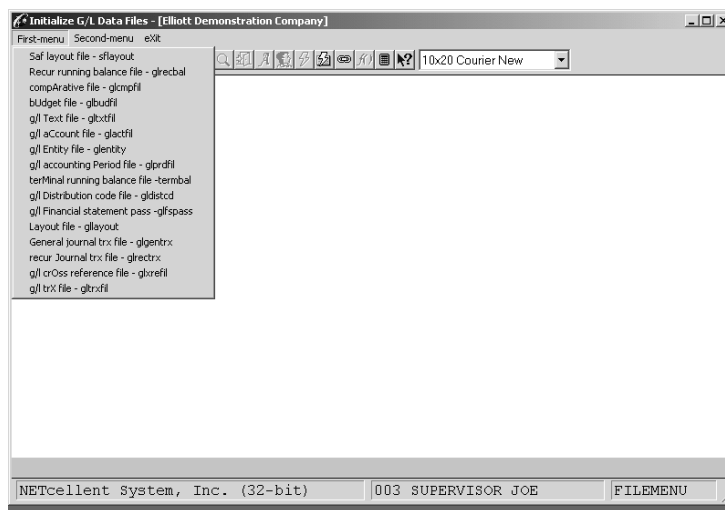 Initialize G/L Data Files - [Elliott Demonstration Company]
First-menu Second-menu eXit
10x20 Courier New
Saf layout file - sflayout
Recur running balance file - glrecbal
compArative file - glcmpfil
bUdget file - glbudfil
g/l Text file - gltxtfil
g/l aCcount file - glactfil
g/l Entity file - glentity
g/l accounting Period file - glprdfil
terMinal running balance file -termbal
g/l Distribution code file - gldistcd
g/l Financial statement pass -glfspass
Layout file - gllayout
General journal trx file - glgentrx
recur Journal trx file - glrectrx
g/l crOss reference file - glxrefil
g/l trX file - gltrxfil
NETcellent System, Inc. (32-bit) 003 SUPERVISOR JOE FILEMENU